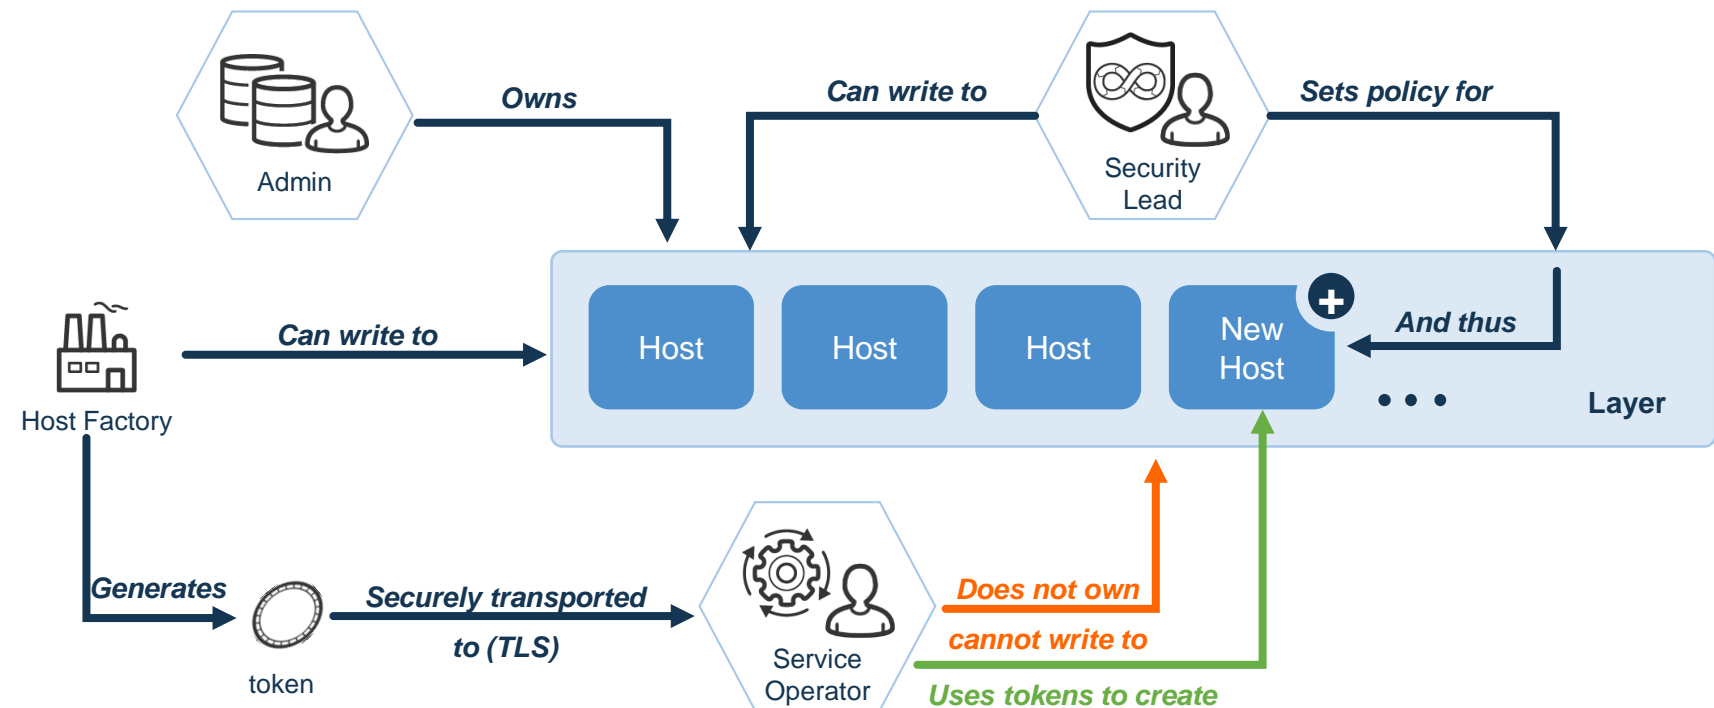 Owns
Can write to
Sets policy for
Admin
Security
Lead
Can write to
Host
Host
Host
New
Host
+
And thus
Layer
Host Factory
Generates
token
Securely transported
to (TLS)
Service
Operator
Does not own
cannot write to
Uses tokens to create